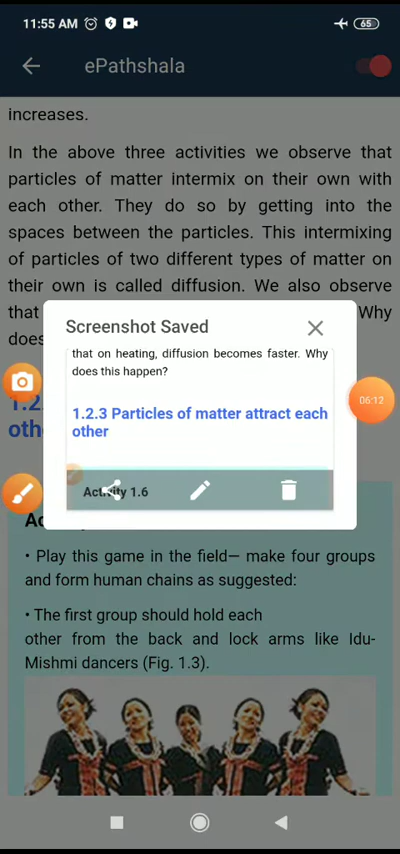 11:55 AM
65
ePathshala
increases.
In the above three activities we observe that
particles of matter intermix on their own with
each other. They do so by getting into the
spaces between the particles. This intermixing
of particles of two different types of matter on
their own is called diffusion. We also observe
that
Why
does
Screenshot Saved
that on heating, diffusion becomes faster. Why
does this happen?
1.2.3 Particles of matter attract each
other
Activity 1.6
06:12
1.2
oth
Ac
• Play this game in the field— make four groups
and form human chains as suggested:
• The first group should hold each
other from the back and lock arms like Idu-
Mishmi dancers (Fig. 1.3).